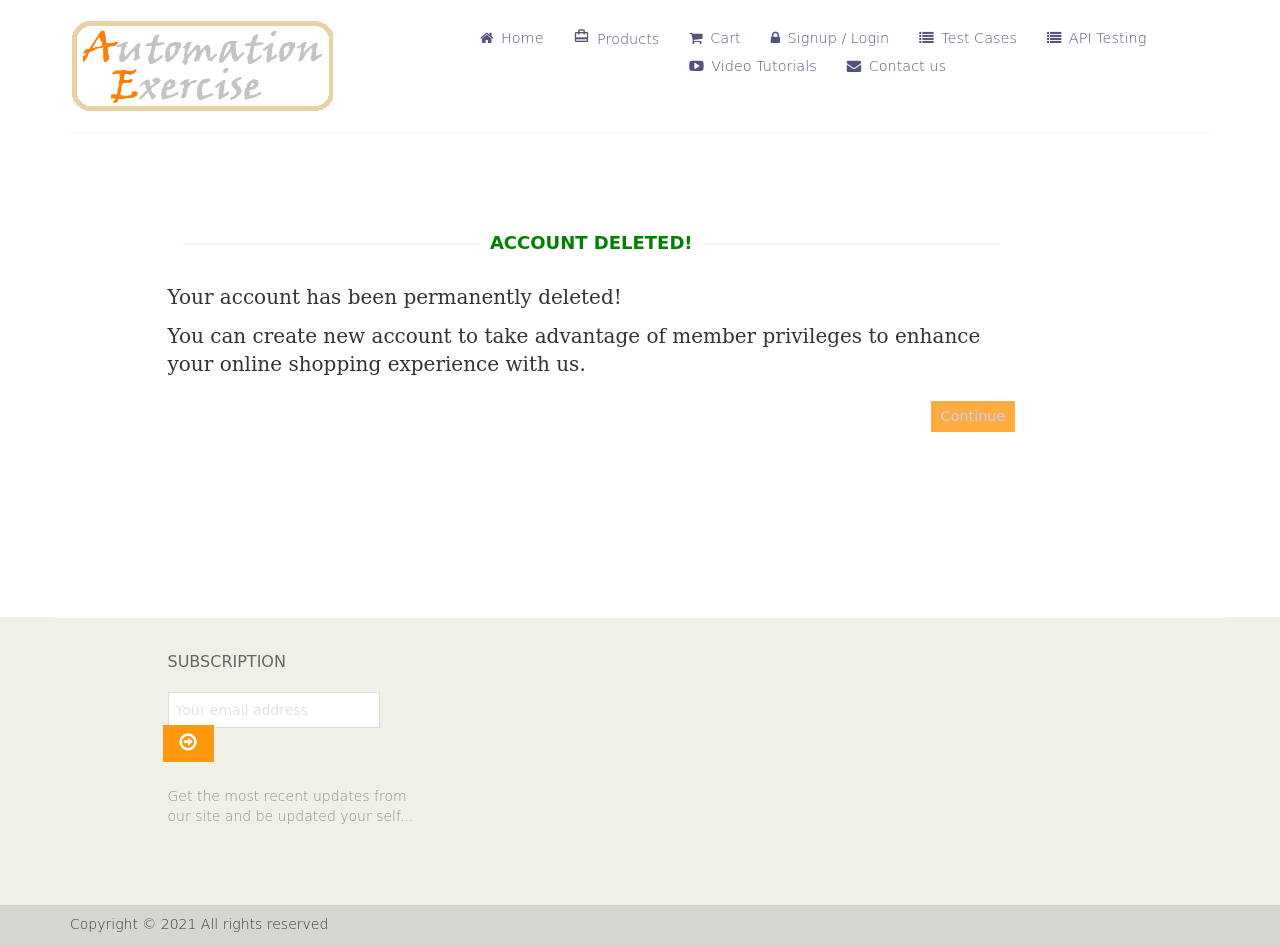 Automation
Exercise
Home
Products
Cart
Signup / Login
Test Cases
API Testing
Video Tutorials
Contact us
ACCOUNT DELETED!
Your account has been permanently deleted!
You can create new account to take advantage of member privileges to enhance
your online shopping experience with us.
Continue
SUBSCRIPTION
Your email address
Get the most recent updates from
our site and be updated your self...
Copyright © 2021 All rights reserved